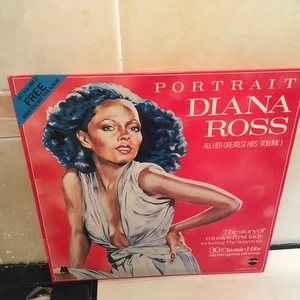 PORTRAIT
DIANA
ROSS
ALL HER GREATEST HITS · VOLUME 1
FREE
The story of
music's first lady
including The Supremes
30 Classic Hits